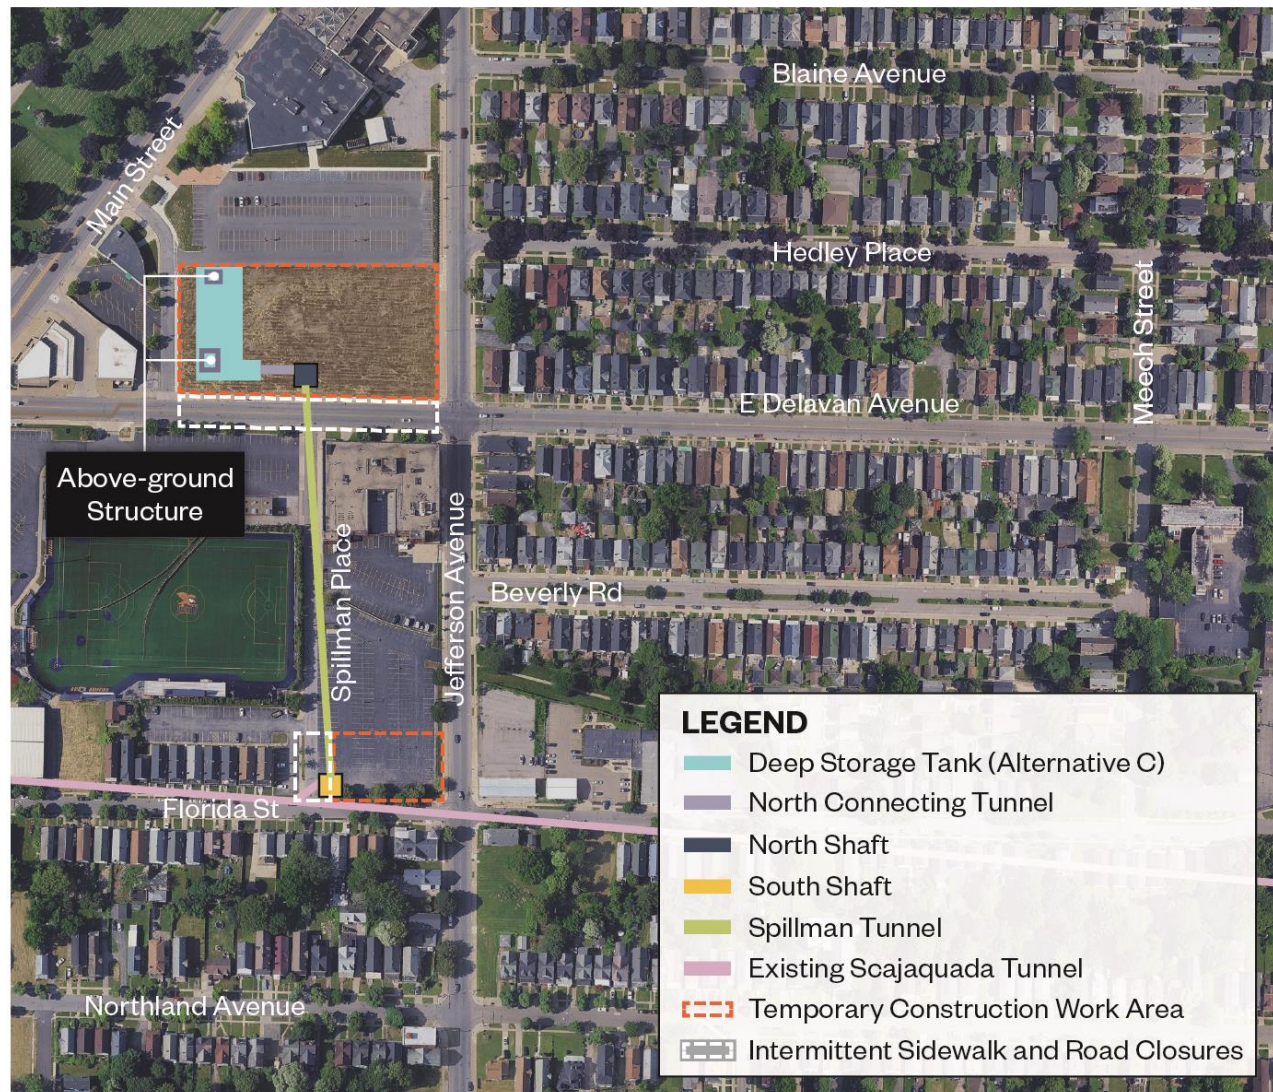 Blaine Avenue
Main Street
Hedley Place
Meech Street
E Delavan Avenue
Above-ground
Structure
Spillman Place
Jefferson Avenue
Beverly Rd
Florida St
Northland Avenue
LEGEND
Deep Storage Tank (Alternative C)
North Connecting Tunnel
North Shaft
South Shaft
Spillman Tunnel
Existing Scajaquada Tunnel
Temporary Construction Work Area
Intermittent Sidewalk and Road Closures